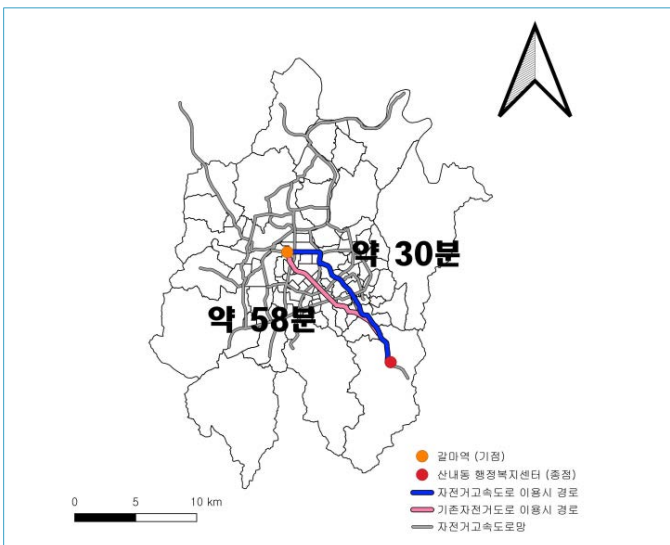 약 30분
약 58분
갈마역 (기점)
산내동 행정복지센터 (종점)
자전거고속도로 이용시 경로
기존자전거도로 이용시 경로
자전거고속도로망
0 5 10 km